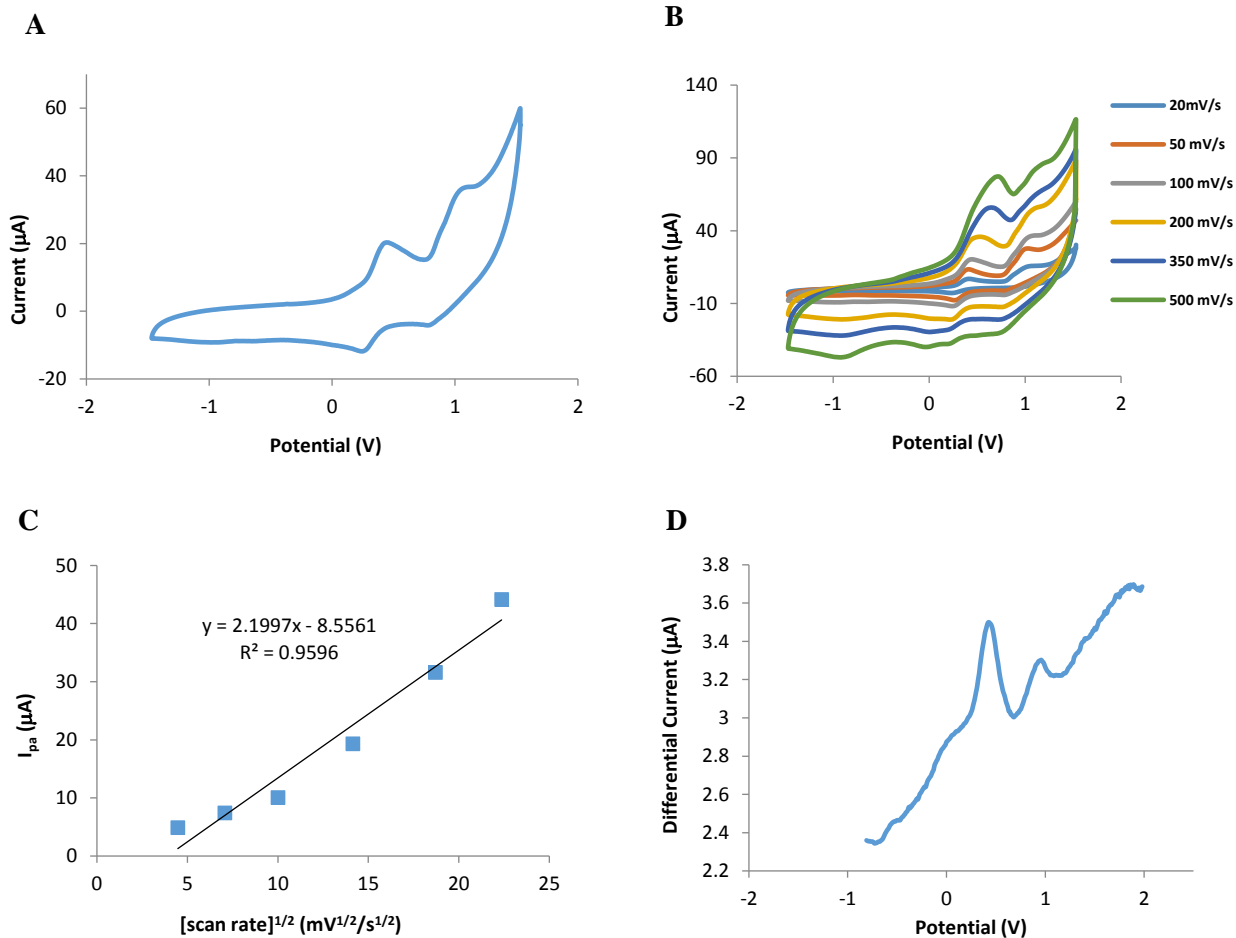 A
Current (µA)
60
40
20
0
-20
-2
-1
0
1
2
Potential (V)
B
Current (µA)
140
90
40
-10
-60
-2
-1
0
1
2
Potential (V)
20mV/s
50 mV/s
100 mV/s
200 mV/s
350 mV/s
500 mV/s
C
Ipa (µA)
50
40
30
20
10
0
0
5
10
15
20
25
y = 2.1997x - 8.5561
R² = 0.9596
[scan rate]1/2 (mV1/2/s1/2)
D
Differential Current (µA)
3.8
3.6
3.4
3.2
3
2.8
2.6
2.4
2.2
-2
-1
0
1
2
Potential (V)